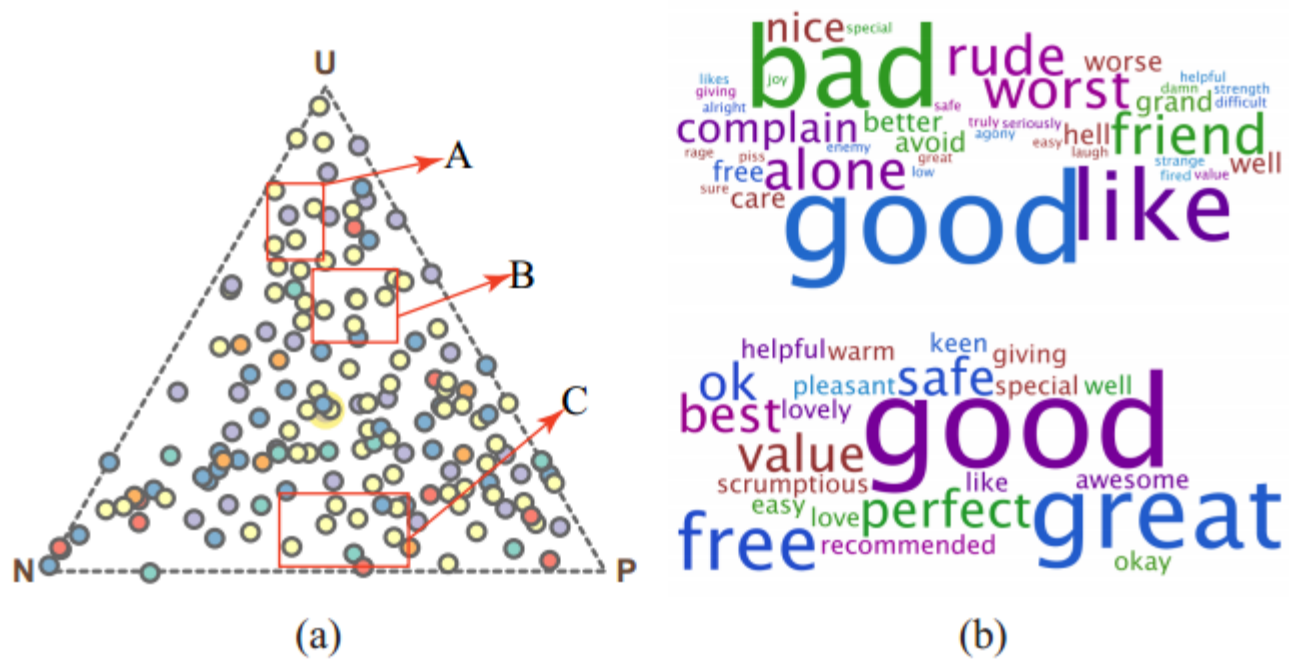 U
A
B
C
N
P
(a)
nice special
bad
joy
rude
worse
worst
likes
giving
alright
safe
helpful
damn strength
grand difficult
complain better
truly seriously
agony
avoid
enemy
easy hell friend
laugh
rage piss
great
free alone low
strange
fired value
well
sure care
good like
helpful warm
keen
giving
ok pleasant safe special well
best lovely
good
value
scrumptious
like awesome
easy love perfect great
free recommended
okay
(b)